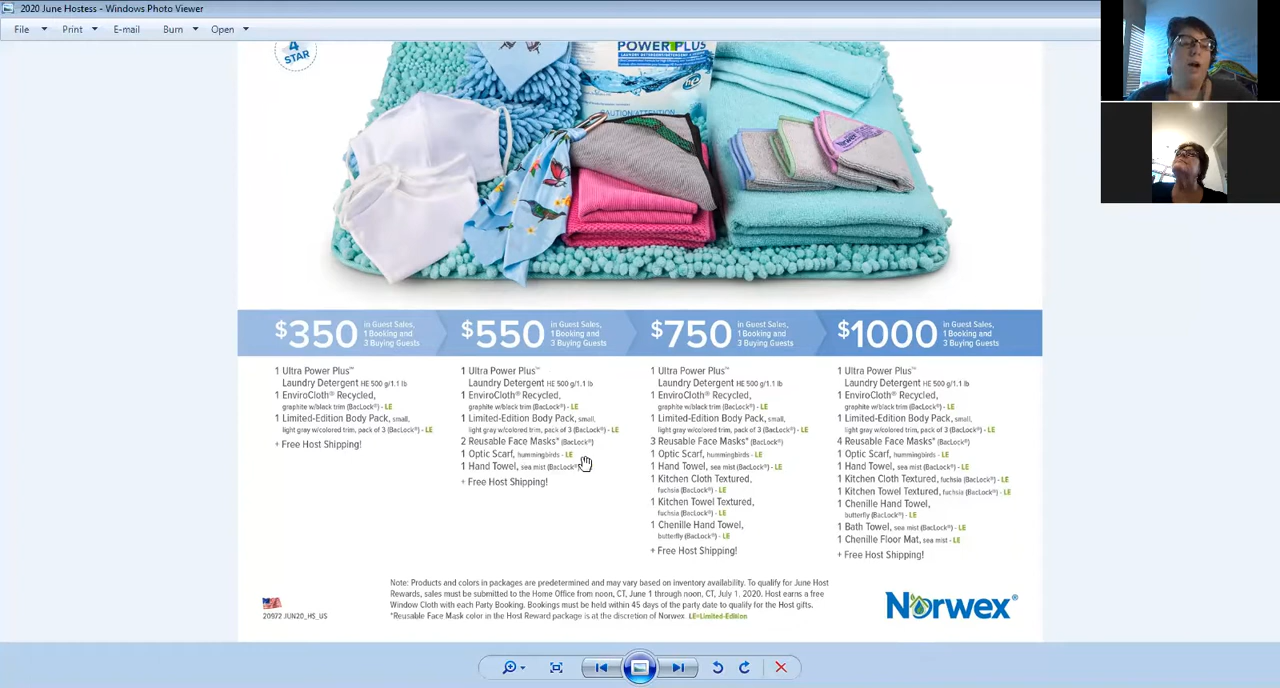 2020 June Hostess - Windows Photo Viewer
File Print E-mail Burn Open
4
STAR
POWER PLUS
CAUTION/ATTENTION
$350 in Guest Sales,
1 Booking and
3 Buying Guests
$550 in Guest Sales,
1 Booking and
3 Buying Guests
$750 in Guest Sales,
1 Booking and
3 Buying Guests
$1000 in Guest Sales,
1 Booking and
3 Buying Guests
1 Ultra Power Plus™
Laundry Detergent HE 500 g/1.1 lb
1 EnviroCloth® Recycled,
graphite w/black trim (BacLock®) - LE
1 Limited-Edition Body Pack, small,
light gray w/colored trim, pack of 3 (BacLock®) - LE
+ Free Host Shipping!
1 Ultra Power Plus™
Laundry Detergent HE 500 g/1.1 lb
1 EnviroCloth® Recycled,
graphite w/black trim (BacLock®) - LE
1 Limited-Edition Body Pack, small,
light gray w/colored trim, pack of 3 (BacLock®) - LE
2 Reusable Face Masks* (BacLock®)
1 Optic Scarf, hummingbirds - LE
1 Hand Towel, sea mist (BacLock®
+ Free Host Shipping!
1 Ultra Power Plus™
Laundry Detergent HE 500 g/1.1 lb
1 EnviroCloth® Recycled,
graphite w/black trim (BacLock®) - LE
1 Limited-Edition Body Pack, small,
light gray w/colored trim, pack of 3 (BacLock®) - LE
3 Reusable Face Masks* (BacLock®)
1 Optic Scarf, hummingbirds - LE
1 Hand Towel, sea mist (BacLock®) - LE
1 Kitchen Cloth Textured,
fuchsia (BacLock®) - LE
1 Kitchen Towel Textured,
fuchsia (BacLock®) - LE
1 Chenille Hand Towel,
butterfly (BacLock®) - LE
+ Free Host Shipping!
1 Ultra Power Plus™
Laundry Detergent HE 500 g/1.1 lb
1 EnviroCloth® Recycled,
graphite w/black trim (BacLock®) - LE
1 Limited-Edition Body Pack, small,
light gray w/colored trim, pack of 3 (BacLock®) - LE
4 Reusable Face Masks* (BacLock®)
1 Optic Scarf, hummingbirds - LE
1 Hand Towel, sea mist (BacLock®) - LE
1 Kitchen Cloth Textured, fuchsia (BacLock®) - LE
1 Kitchen Towel Textured, fuchsia (BacLock®) - LE
1 Chenille Hand Towel,
butterfly (BacLock®) - LE
1 Bath Towel, sea mist (BacLock®) - LE
1 Chenille Floor Mat, sea mist - LE
+ Free Host Shipping!
Note: Products and colors in packages are predetermined and may vary based on inventory availability. To qualify for June Host
Rewards, sales must be submitted to the Home Office from noon, CT, June 1 through noon, CT, July 1, 2020. Host earns a free
Window Cloth with each Party Booking. Bookings must be held within 45 days of the party date to qualify for the Host gifts.
*Reusable Face Mask color in the Host Reward package is at the discretion of Norwex. LE=Limited-Edition
20972 JUN20_HS_US
Norwex®